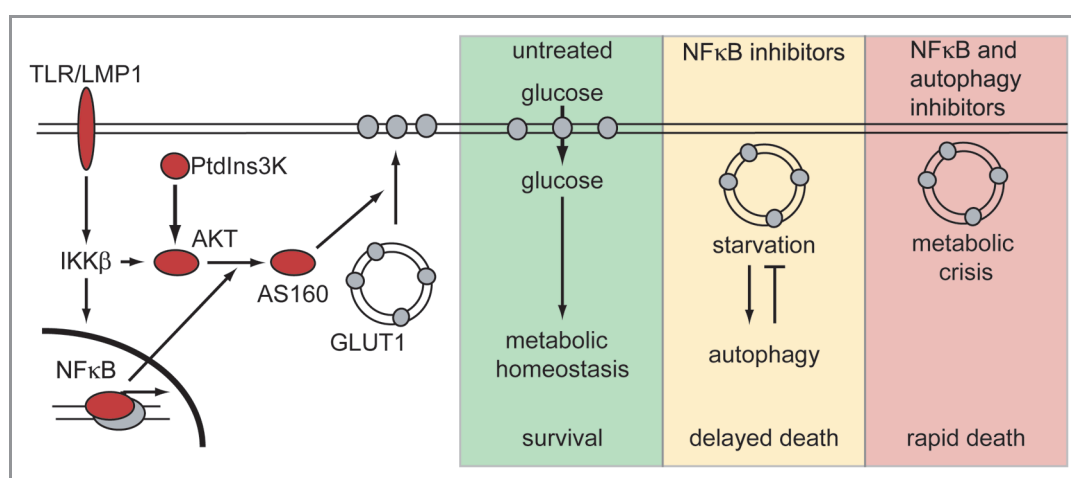 TLR/LMP1
PtdIns3K
IKKβ
AKT
AS160
GLUT1
NFκB
untreated
glucose
glucose
metabolic
homeostasis
survival
NFκB inhibitors
starvation
autophagy
delayed death
NFκB and
autophagy
inhibitors
metabolic
crisis
rapid death